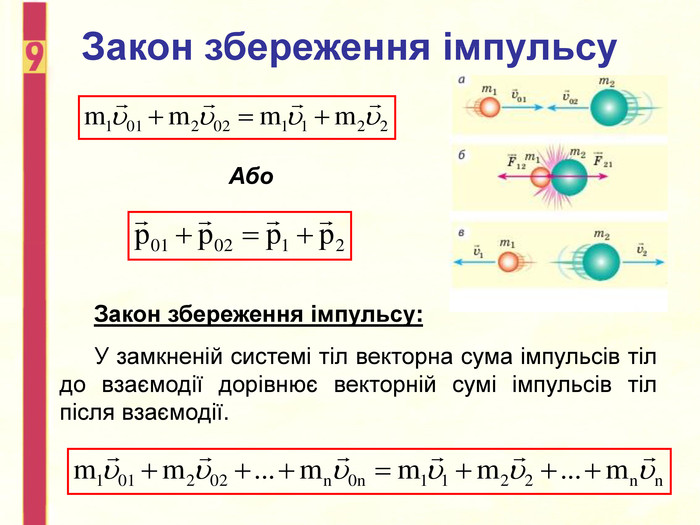 9
Закон збереження імпульсу
m₁υ⃗₀₁ + m₂υ⃗₀₂ = m₁υ⃗₁ + m₂υ⃗₂
Або
p⃗₀₁ + p⃗₀₂ = p⃗₁ + p⃗₂
а
m₁
υ⃗₀₁
υ⃗₀₂
m₂
б
F⃗₁₂
m₁
m₂
F⃗₂₁
в
υ⃗₁
m₁
m₂
υ⃗₂
Закон збереження імпульсу:
У замкненій системі тіл векторна сума імпульсів тіл
до взаємодії дорівнює векторній сумі імпульсів тіл
після взаємодії.
m₁υ⃗₀₁ + m₂υ⃗₀₂ + ... + mₙυ⃗₀ₙ = m₁υ⃗₁ + m₂υ⃗₂ + ... + mₙυ⃗ₙ